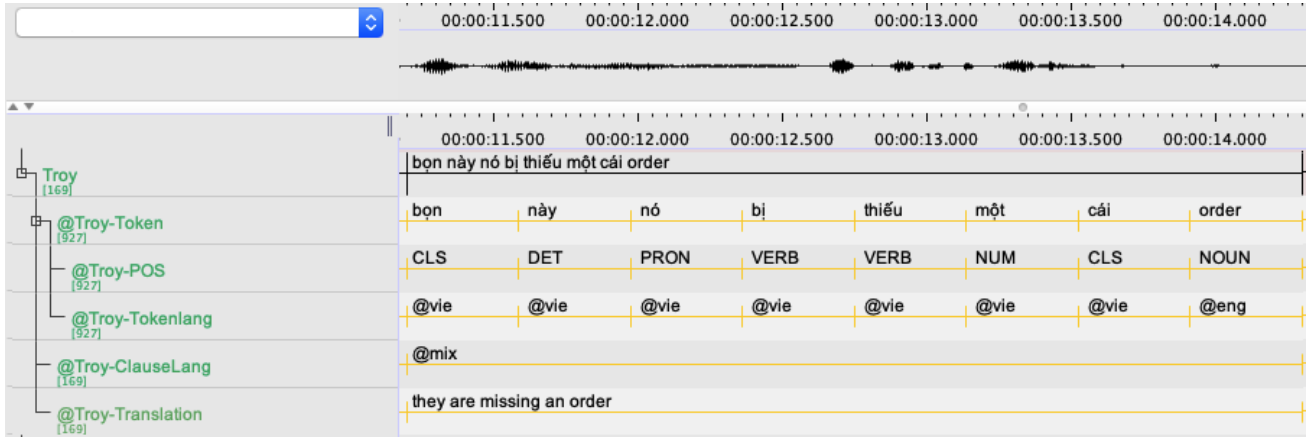 00:00:11.500 00:00:12.000 00:00:12.500 00:00:13.000 00:00:13.500 00:00:14.000
00:00:11.500 00:00:12.000 00:00:12.500 00:00:13.000 00:00:13.500 00:00:14.000
Troy bọn này nó bị thiếu một cái order
[169]
@Troy-Token bọn này nó bị thiếu một cái order
[927]
@Troy-POS CLS DET PRON VERB VERB NUM CLS NOUN
[927]
@Troy-Tokenlang @vie @vie @vie @vie @vie @vie @vie @eng
[927]
@Troy-ClauseLang @mix
[169]
@Troy-Translation they are missing an order
[169]